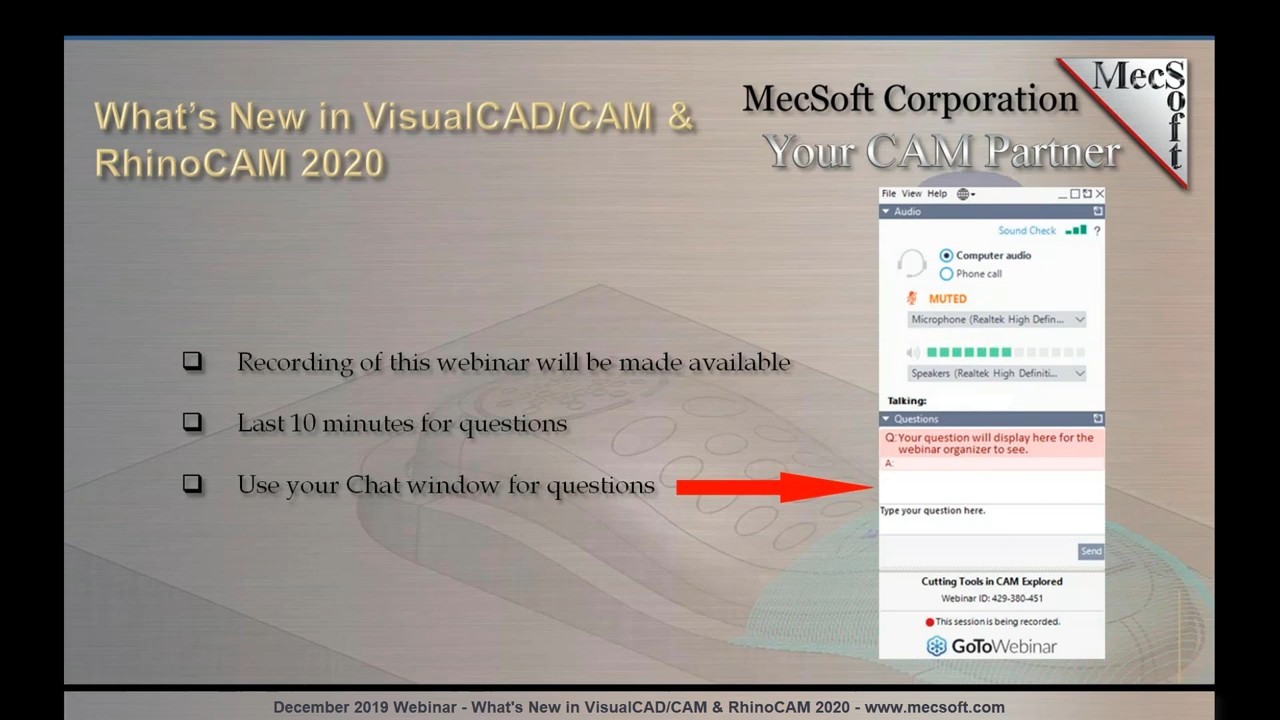 What's New in VisualCAD/CAM &
RhinoCAM 2020
MecSoft Corporation
Your CAM Partner
MecSoft
Recording of this webinar will be made available
Last 10 minutes for questions
Use your Chat window for questions
File View Help
Audio
Sound Check ?
Computer audio
Phone call
MUTED
Microphone (Realtek High Defin...
Speakers (Realtek High Definiti...
Talking:
Questions
Q:Your question will display here for the
webinar organizer to see.
A:
Type your question here.
Send
Cutting Tools in CAM Explored
Webinar ID: 429-380-451
This session is being recorded.
GoToWebinar
December 2019 Webinar - What's New in VisualCAD/CAM & RhinoCAM 2020 - www.mecsoft.com